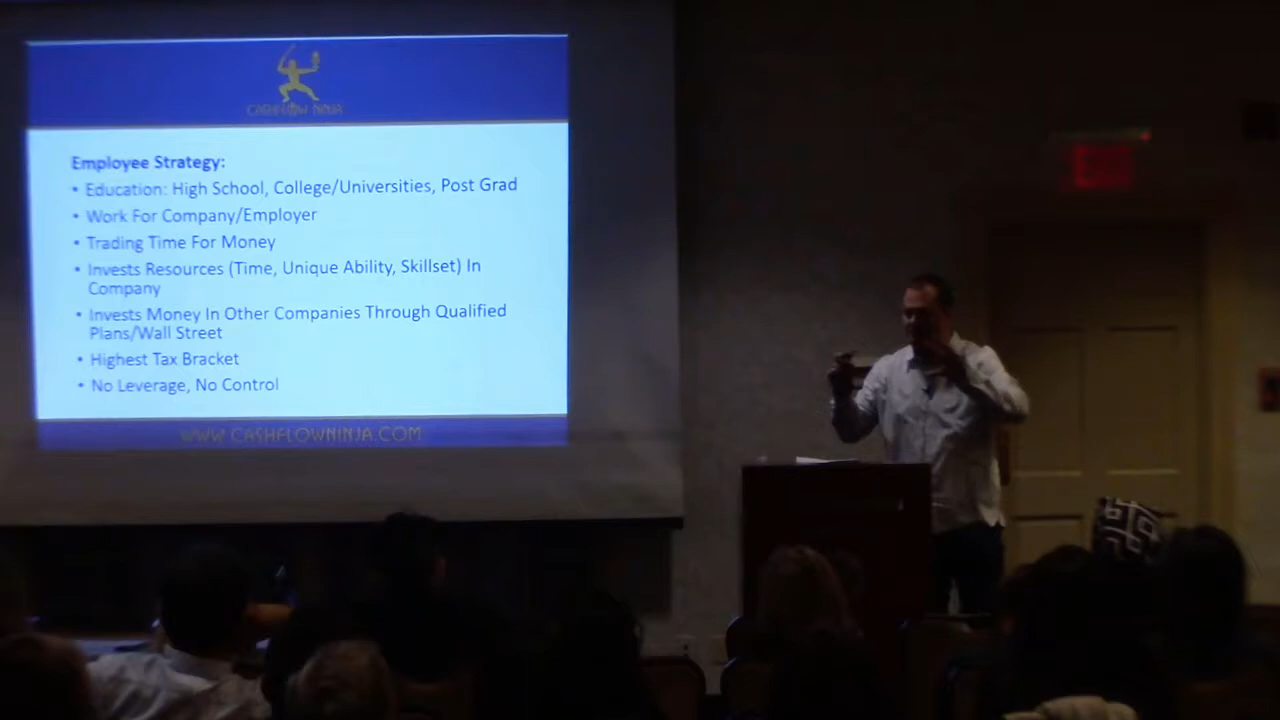 CASHFLOW NINJA
Employee Strategy:
• Education: High School, College/Universities, Post Grad
• Work For Company/Employer
• Trading Time For Money
• Invests Resources (Time, Unique Ability, Skillset) In
Company
• Invests Money In Other Companies Through Qualified
Plans/Wall Street
• Highest Tax Bracket
• No Leverage, No Control
WWW.CASHFLOWNINJA.COM